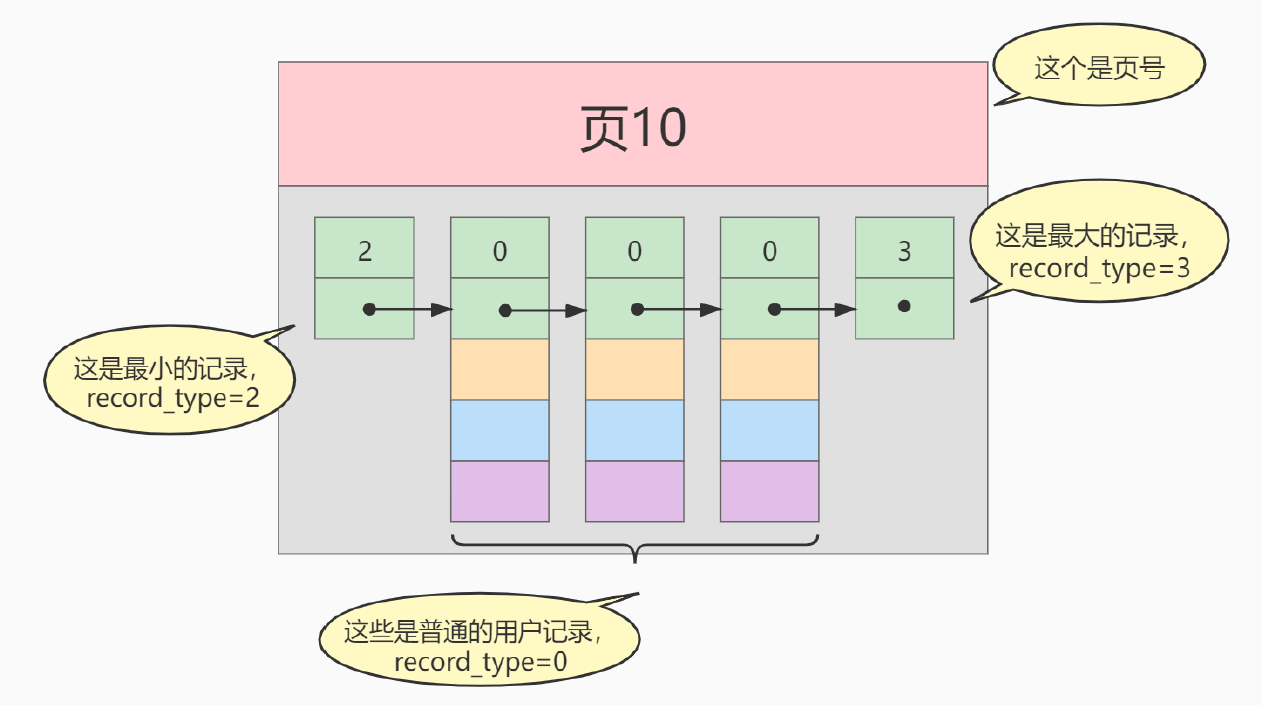 这个是页号
页10
2
0
0
0
3
这是最大的记录，
record_type=3
这是最小的记录，
record_type=2
这些是普通的用户记录，
record_type=0